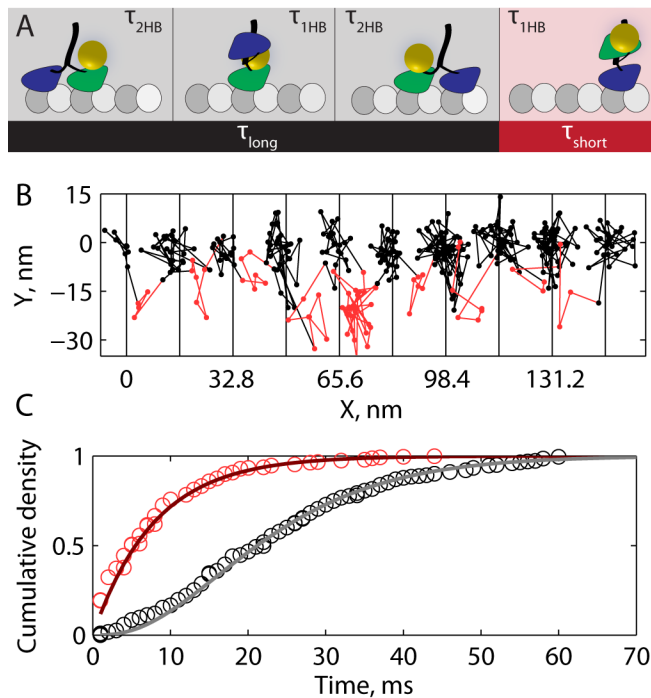 A
τ2HB
τ1HB
τ2HB
τ1HB
τlong
τshort
B
15
0
−15
−30
Y, nm
0
32.8
65.6
98.4
131.2
X, nm
C
1
0.5
0
Cumulative density
0
10
20
30
40
50
60
70
Time, ms